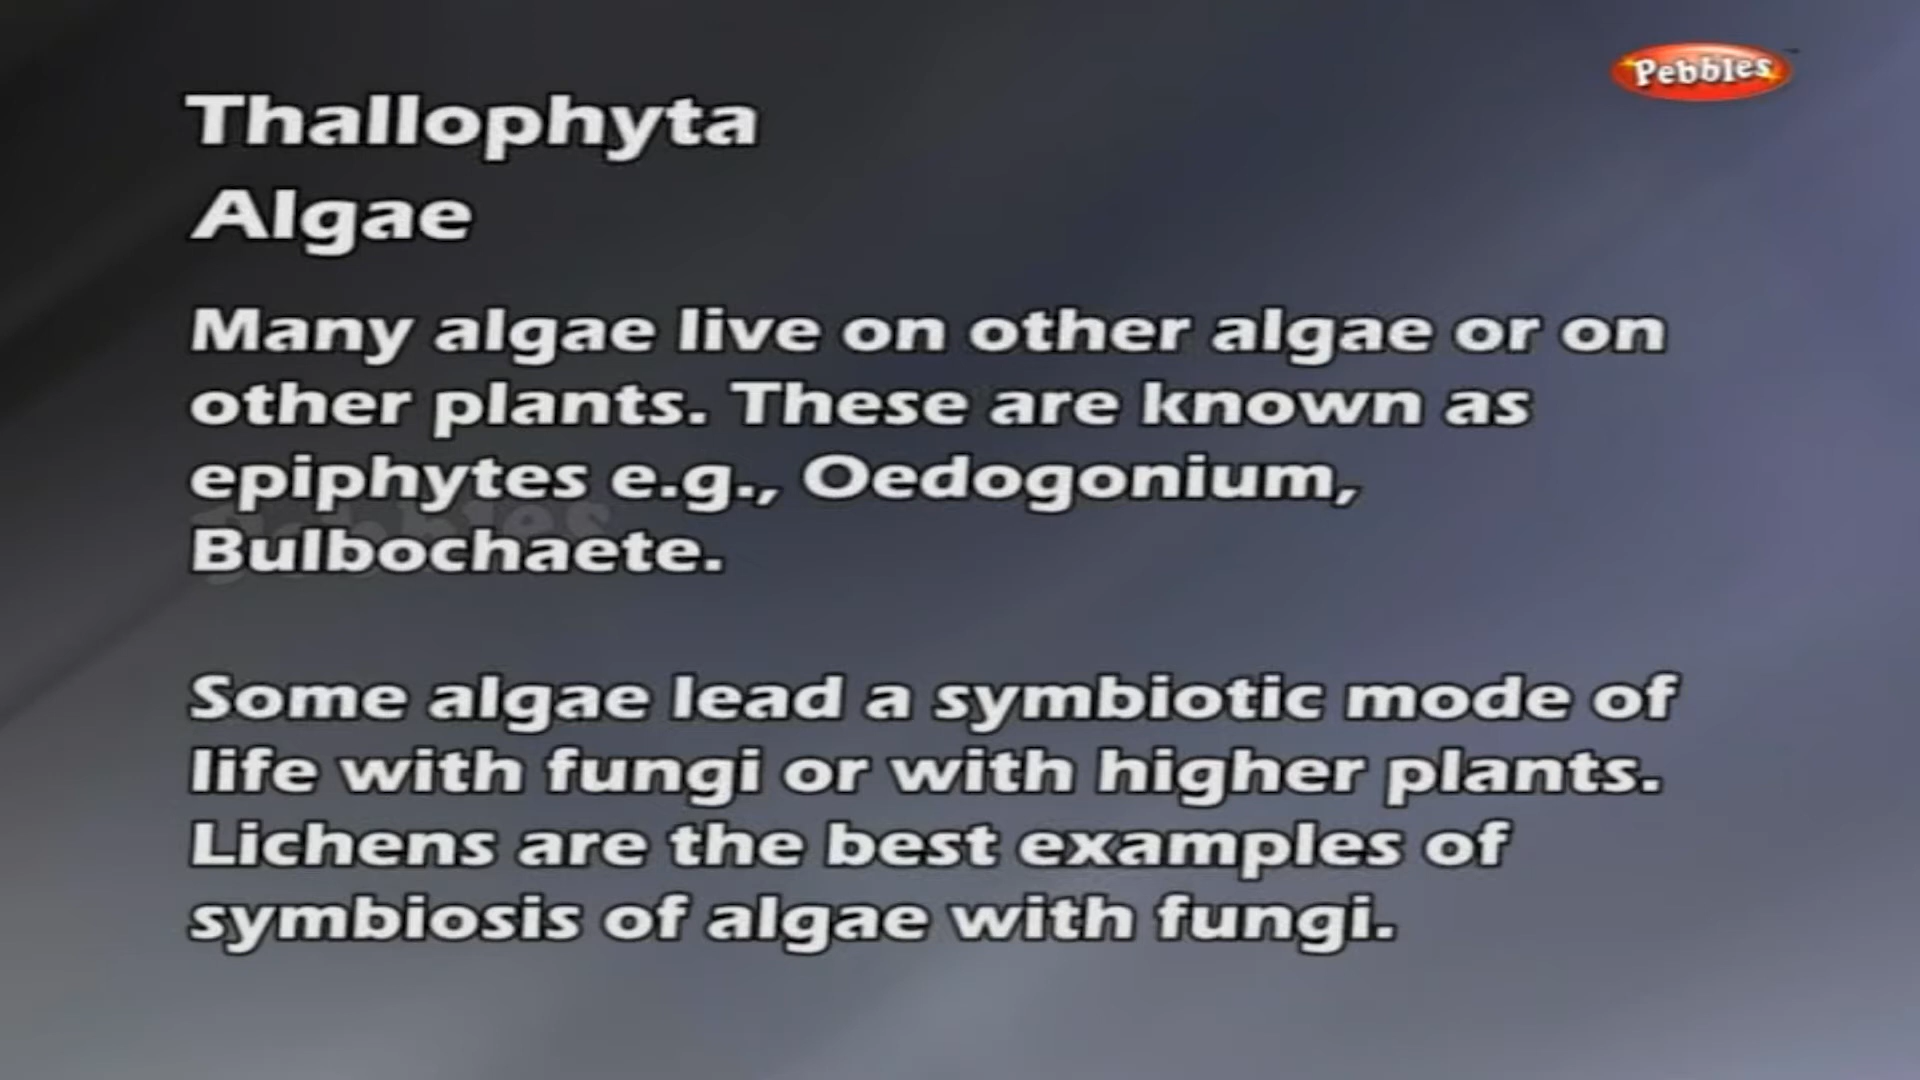 Pebbles
Thallophyta
Algae
Many algae live on other algae or on
other plants. These are known as
epiphytes e.g., Oedogonium,
Bulbochaete.
Some algae lead a symbiotic mode of
life with fungi or with higher plants.
Lichens are the best examples of
symbiosis of algae with fungi.